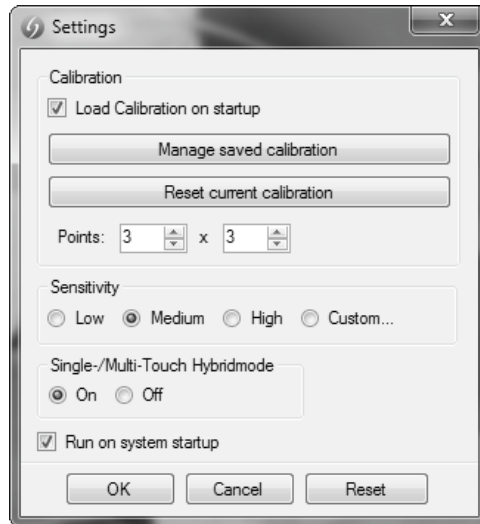 Settings
Calibration
Load Calibration on startup
Manage saved calibration
Reset current calibration
Points: 3 x 3
Sensitivity
Low Medium High Custom...
Single-/Multi-Touch Hybridmode
On Off
Run on system startup
OK Cancel Reset